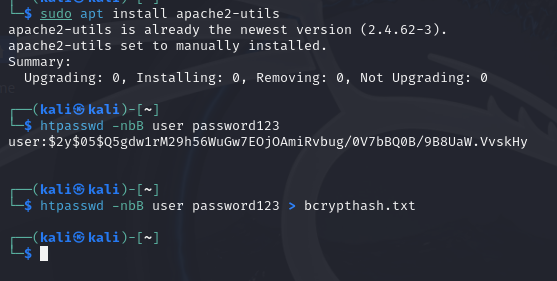 └─$ sudo apt install apache2-utils
apache2-utils is already the newest version (2.4.62-3).
apache2-utils set to manually installed.
Summary:
  Upgrading: 0, Installing: 0, Removing: 0, Not Upgrading: 0

┌──(kali㉿kali)-[~]
└─$ htpasswd -nbB user password123
user:$2y$05$Q5gdw1rM29h56WuGw7EOjOAmiRvbug/0V7bBQ0B/9B8UaW.VvskHy

┌──(kali㉿kali)-[~]
└─$ htpasswd -nbB user password123 > bcrypthash.txt

┌──(kali㉿kali)-[~]
└─$